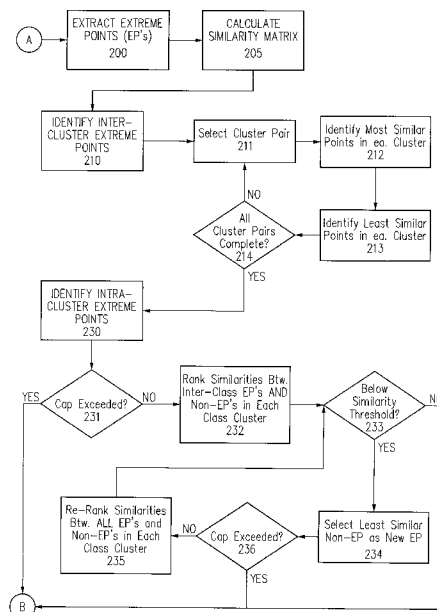 A
EXTRACT EXTREME
POINTS (EP's)
200
CALCULATE
SIMILARITY MATRIX
205
IDENTIFY INTER-
CLUSTER EXTREME
POINTS
210
Select Cluster Pair
211
Identify Most Similar
Points in ea. Cluster
212
NO
All
Cluster Pairs
Complete?
214
Identify Least Similar
Points in ea. Cluster
213
YES
IDENTIFY INTRA-
CLUSTER EXTREME
POINTS
230
YES
Cap Exceeded?
231
NO
Rank Similarities Btw.
Inter-Class EP's AND
Non-EP's in Each
Class Cluster
232
Below
Similarity
Threshold?
233
NO
YES
Re-Rank Similarities
Btw. ALL EP's and
Non-EP's in Each
Class Cluster
235
NO
Cap Exceeded?
236
Select Least Similar
Non-EP as New EP
234
YES
B